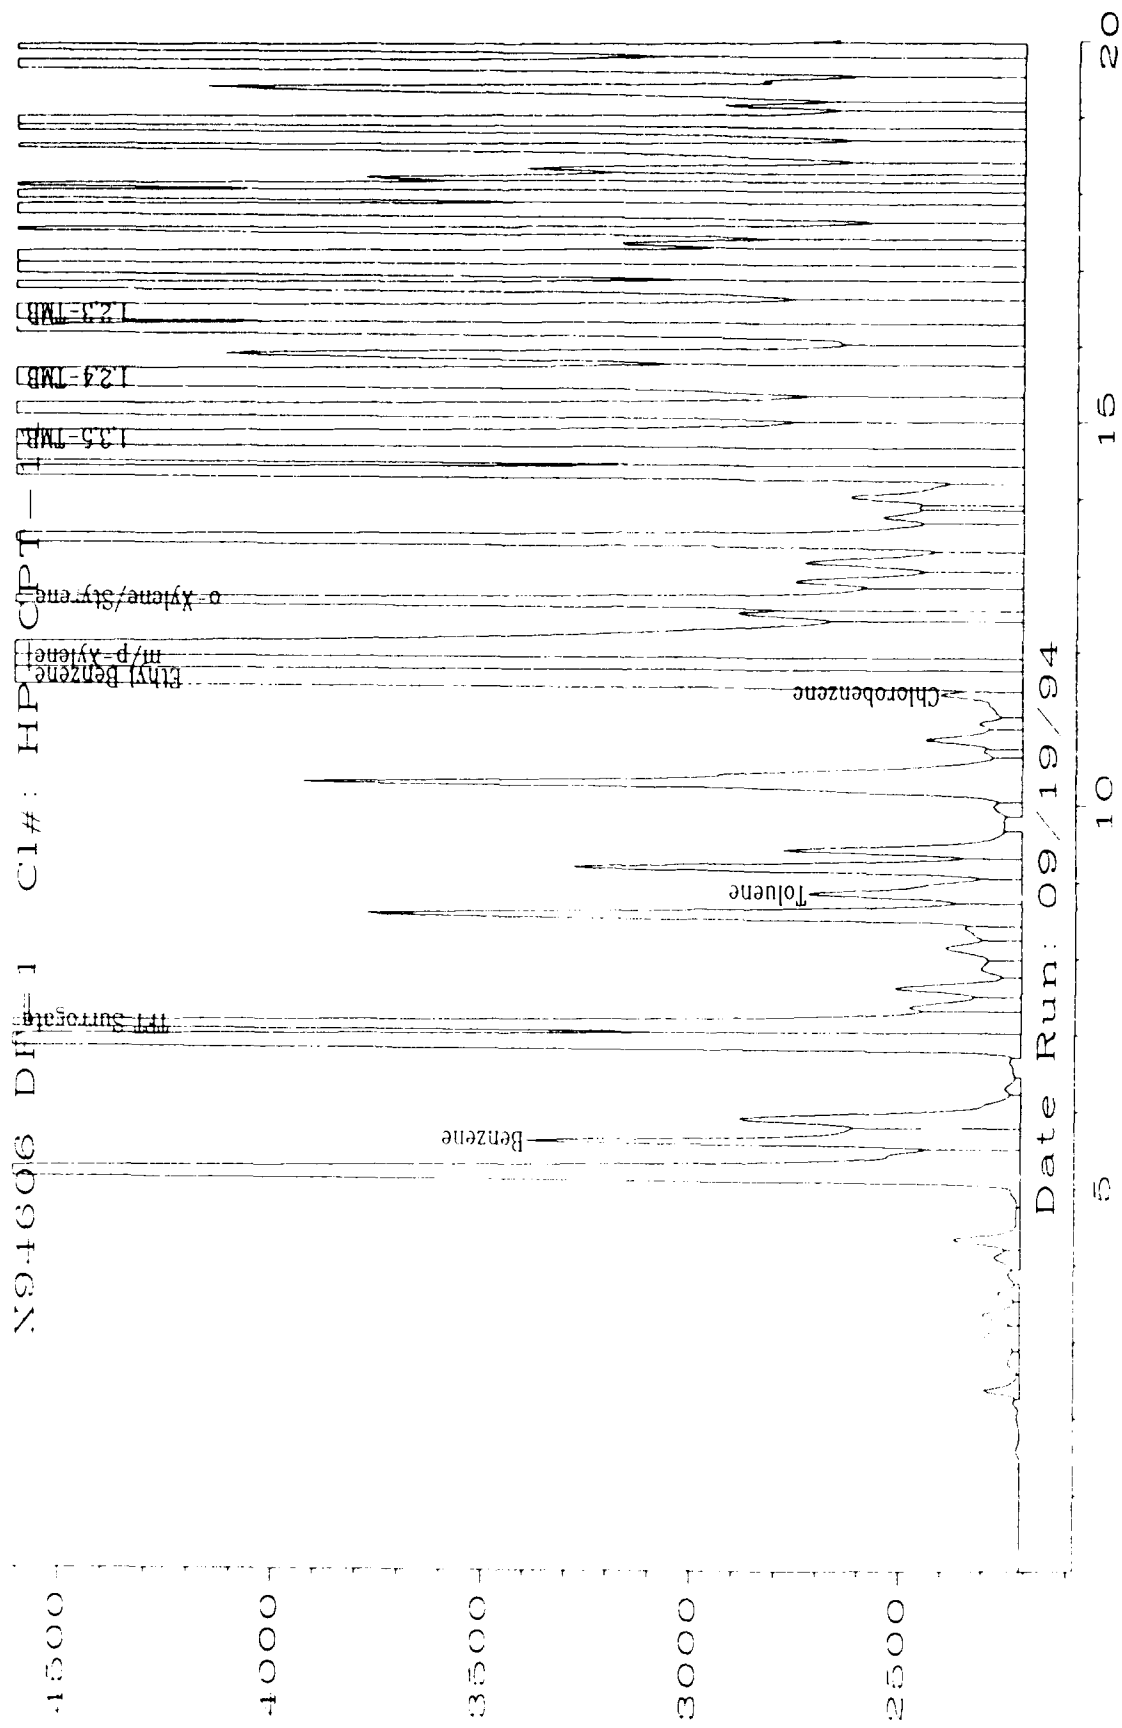 X94606 DF=1 C1#: HP CPT-1
4500
4000
3500
3000
2500
Benzene
TFT Surrogate
Toluene
Chlorobenzene
Ethyl Benzene
m/p-Xylene
o-Xylene/Styrene
1,3,5-TMB
1,2,4-TMB
1,2,3-TMB
5
10
15
20
Date Run: 09/19/94